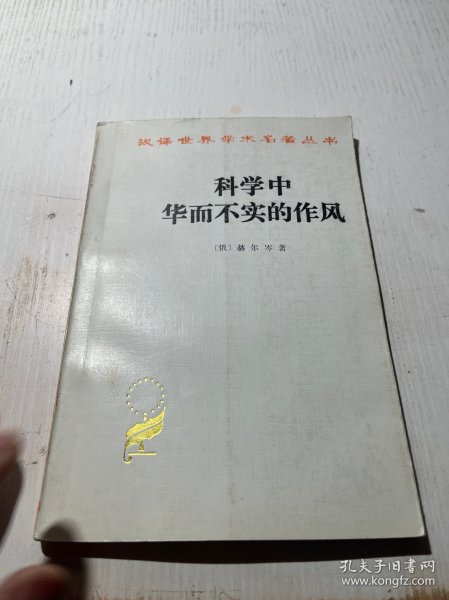 汉译世界学术名著丛书
科学中
华而不实的作风
〔俄〕赫尔岑著
孔夫子旧书网
www.kongfz.com